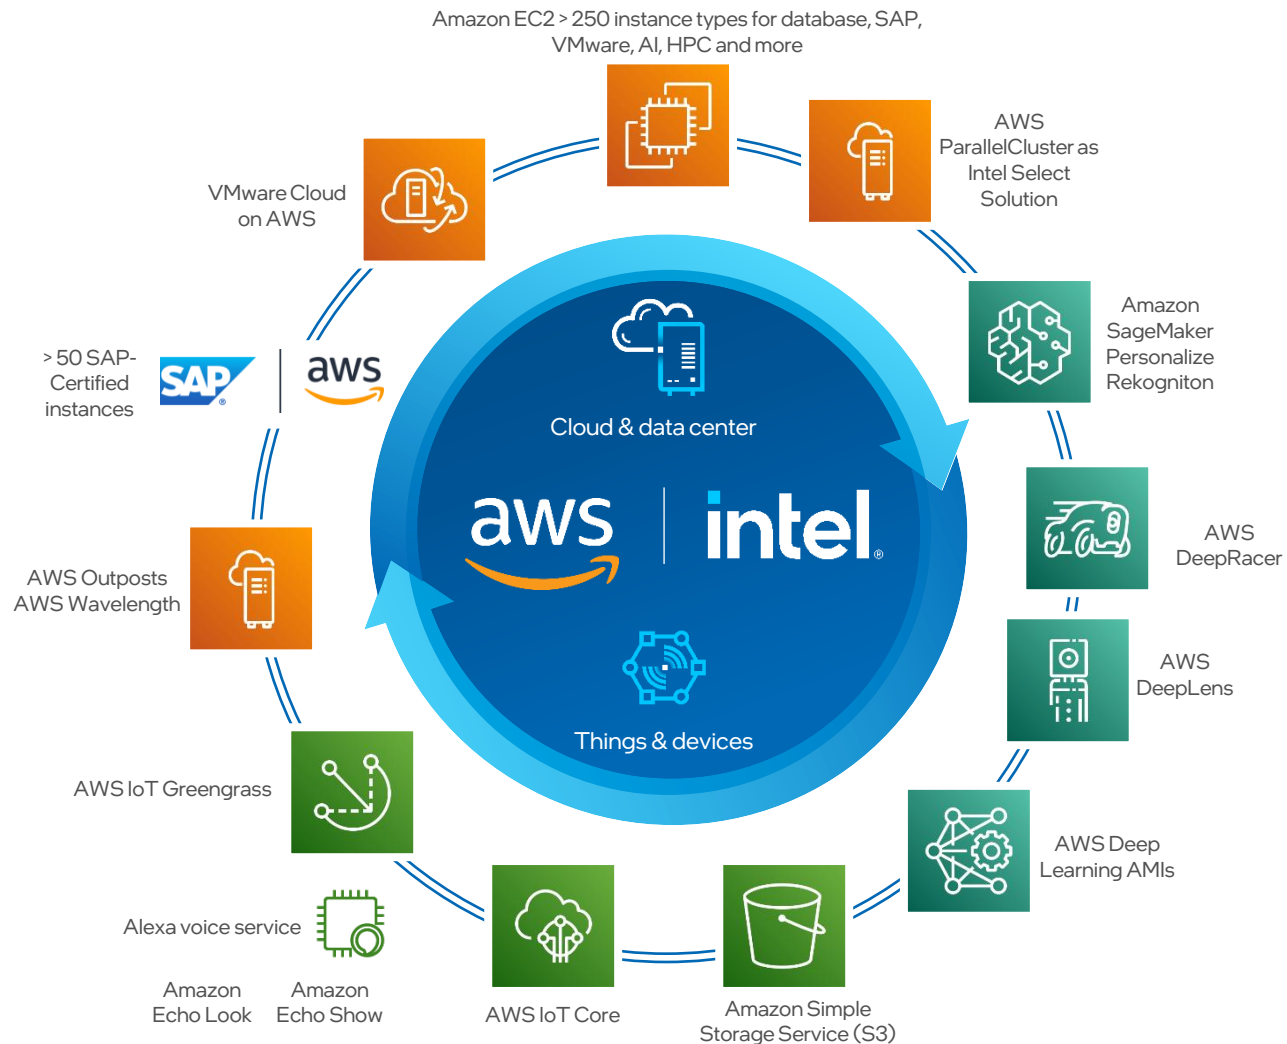 Amazon EC2 > 250 instance types for database, SAP,
VMware, AI, HPC and more
AWS
ParallelCluster as
Intel Select
Solution
VMware Cloud
on AWS
Amazon
SageMaker
Personalize
Rekogniton
> 50 SAP-
Certified
instances
SAP®
aws
Cloud & data center
aws
intel®
AWS
DeepRacer
AWS Outposts
AWS Wavelength
AWS
DeepLens
Things & devices
AWS IoT Greengrass
AWS Deep
Learning AMIs
Alexa voice service
Amazon
Echo Look
Amazon
Echo Show
AWS IoT Core
Amazon Simple
Storage Service (S3)